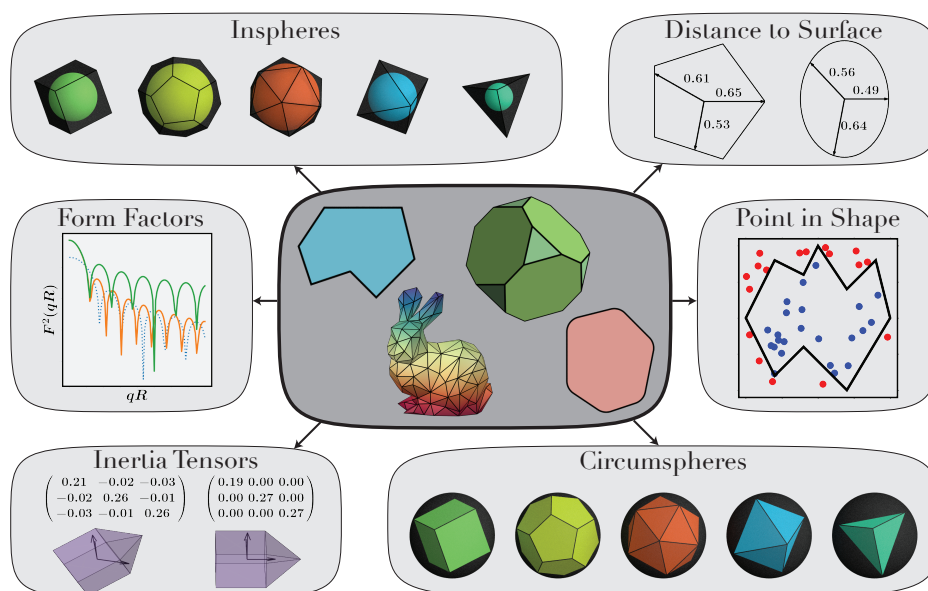 Inspheres
Distance to Surface
0.61
0.65
0.53
0.56
0.49
0.64
Form Factors
F²(qR)
qR
Point in Shape
Inertia Tensors
0.21 −0.02 −0.03
−0.02 0.26 −0.01
−0.03 −0.01 0.26
0.19 0.00 0.00
0.00 0.27 0.00
0.00 0.00 0.27
Circumspheres